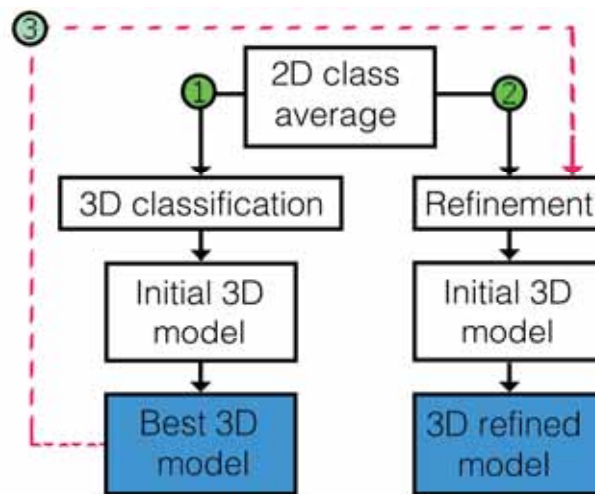 3
2D class
average
1
2
3D classification
Refinement
Initial 3D
model
Initial 3D
model
Best 3D
model
3D refined
model